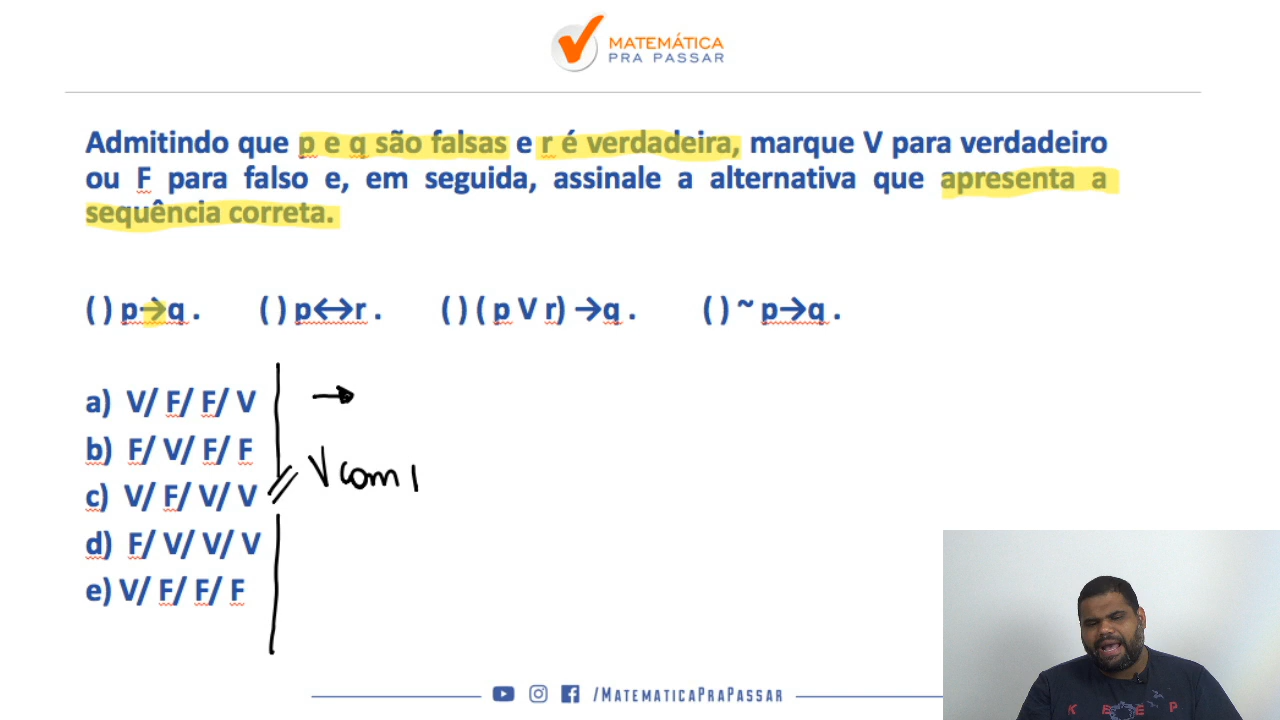 MATEMÁTICA
PRA PASSAR
Admitindo que p e q são falsas e r é verdadeira, marque V para verdadeiro
ou F para falso e, em seguida, assinale a alternativa que apresenta a
sequência correta.
( ) p→q . ( ) p↔r . ( ) ( p V r) →q . ( ) ~ p→q .
a) V/ F/ F/ V
b) F/ V/ F/ F
c) V/ F/ V/ V
d) F/ V/ V/ V
e) V/ F/ F/ F
→
V com
/MATEMATICAPRAPASSAR
K E E P